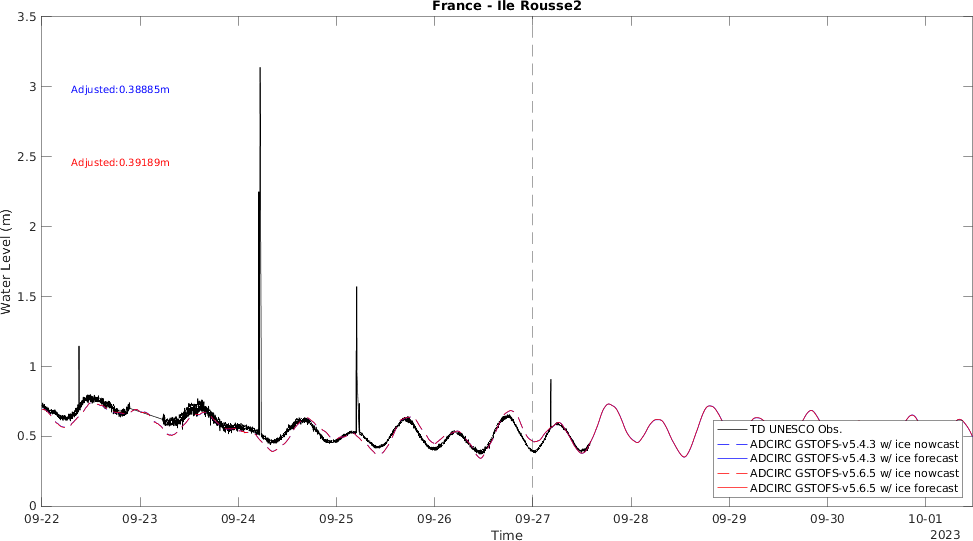 France - Ile Rousse2
3.5
3
2.5
2
1.5
1
0.5
0
Water Level (m)
Adjusted:0.38885m
Adjusted:0.39189m
TD UNESCO Obs.
ADCIRC GSTOFS-v5.4.3 w/ ice nowcast
ADCIRC GSTOFS-v5.4.3 w/ ice forecast
ADCIRC GSTOFS-v5.6.5 w/ ice nowcast
ADCIRC GSTOFS-v5.6.5 w/ ice forecast
09-22 09-23 09-24 09-25 09-26 09-27 09-28 09-29 09-30 10-01
Time
2023